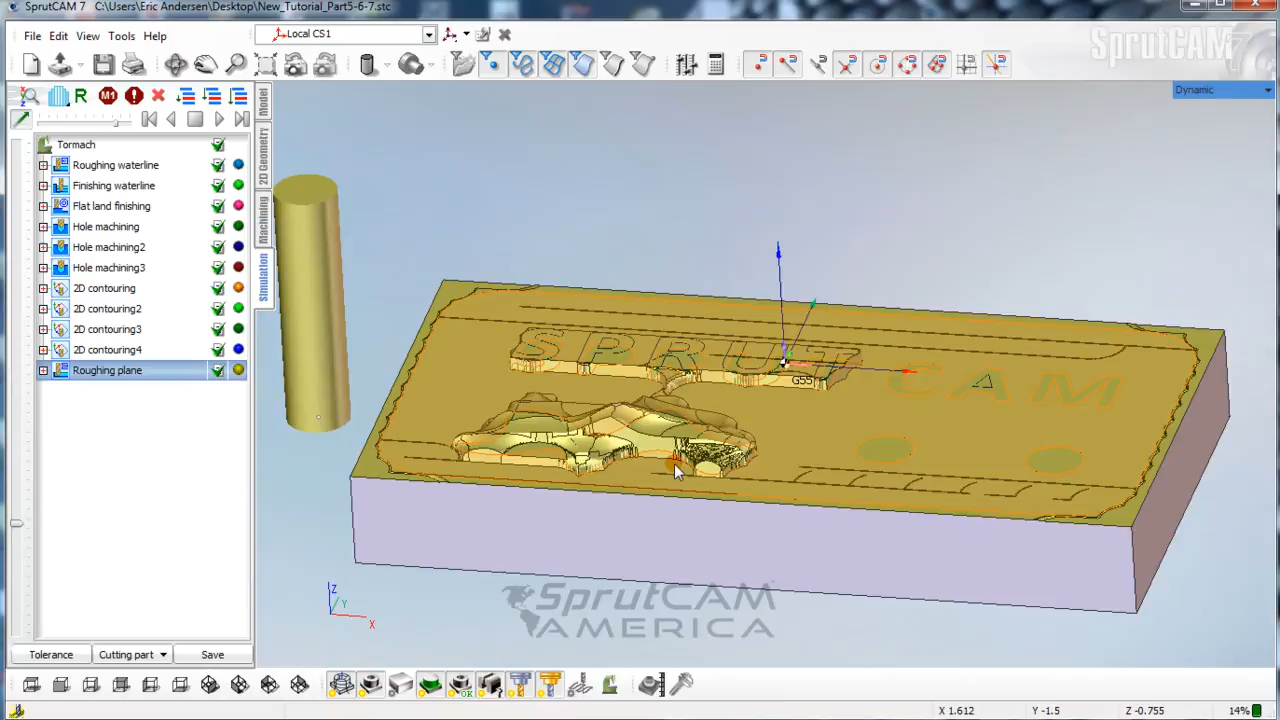 SprutCAM 7 C:\Users\Eric Andersen\Desktop\New_Tutorial_Part5-6-7.stc
File Edit View Tools Help
Local CS1
SprutCAM 7
R M1
Dynamic
Tormach
Roughing waterline
Finishing waterline
Flat land finishing
Hole machining
Hole machining2
Hole machining3
2D contouring
2D contouring2
2D contouring3
2D contouring4
Roughing plane
Model
2D Geometry
Machining
Simulation
SPRUT CAM
G55
Z
Y
X
SprutCAM
AMERICA
Tolerance Cutting part Save
OK
X 1.612 Y -1.5 Z -0.755 14%